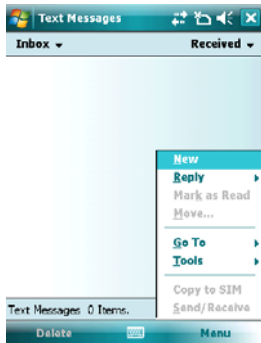 Text Messages
Inbox Received
New
Reply
Mark as Read
Move...
Go To
Tools
Copy to SIM
Send/Receive
Text Messages 0 Items.
Delete Menu